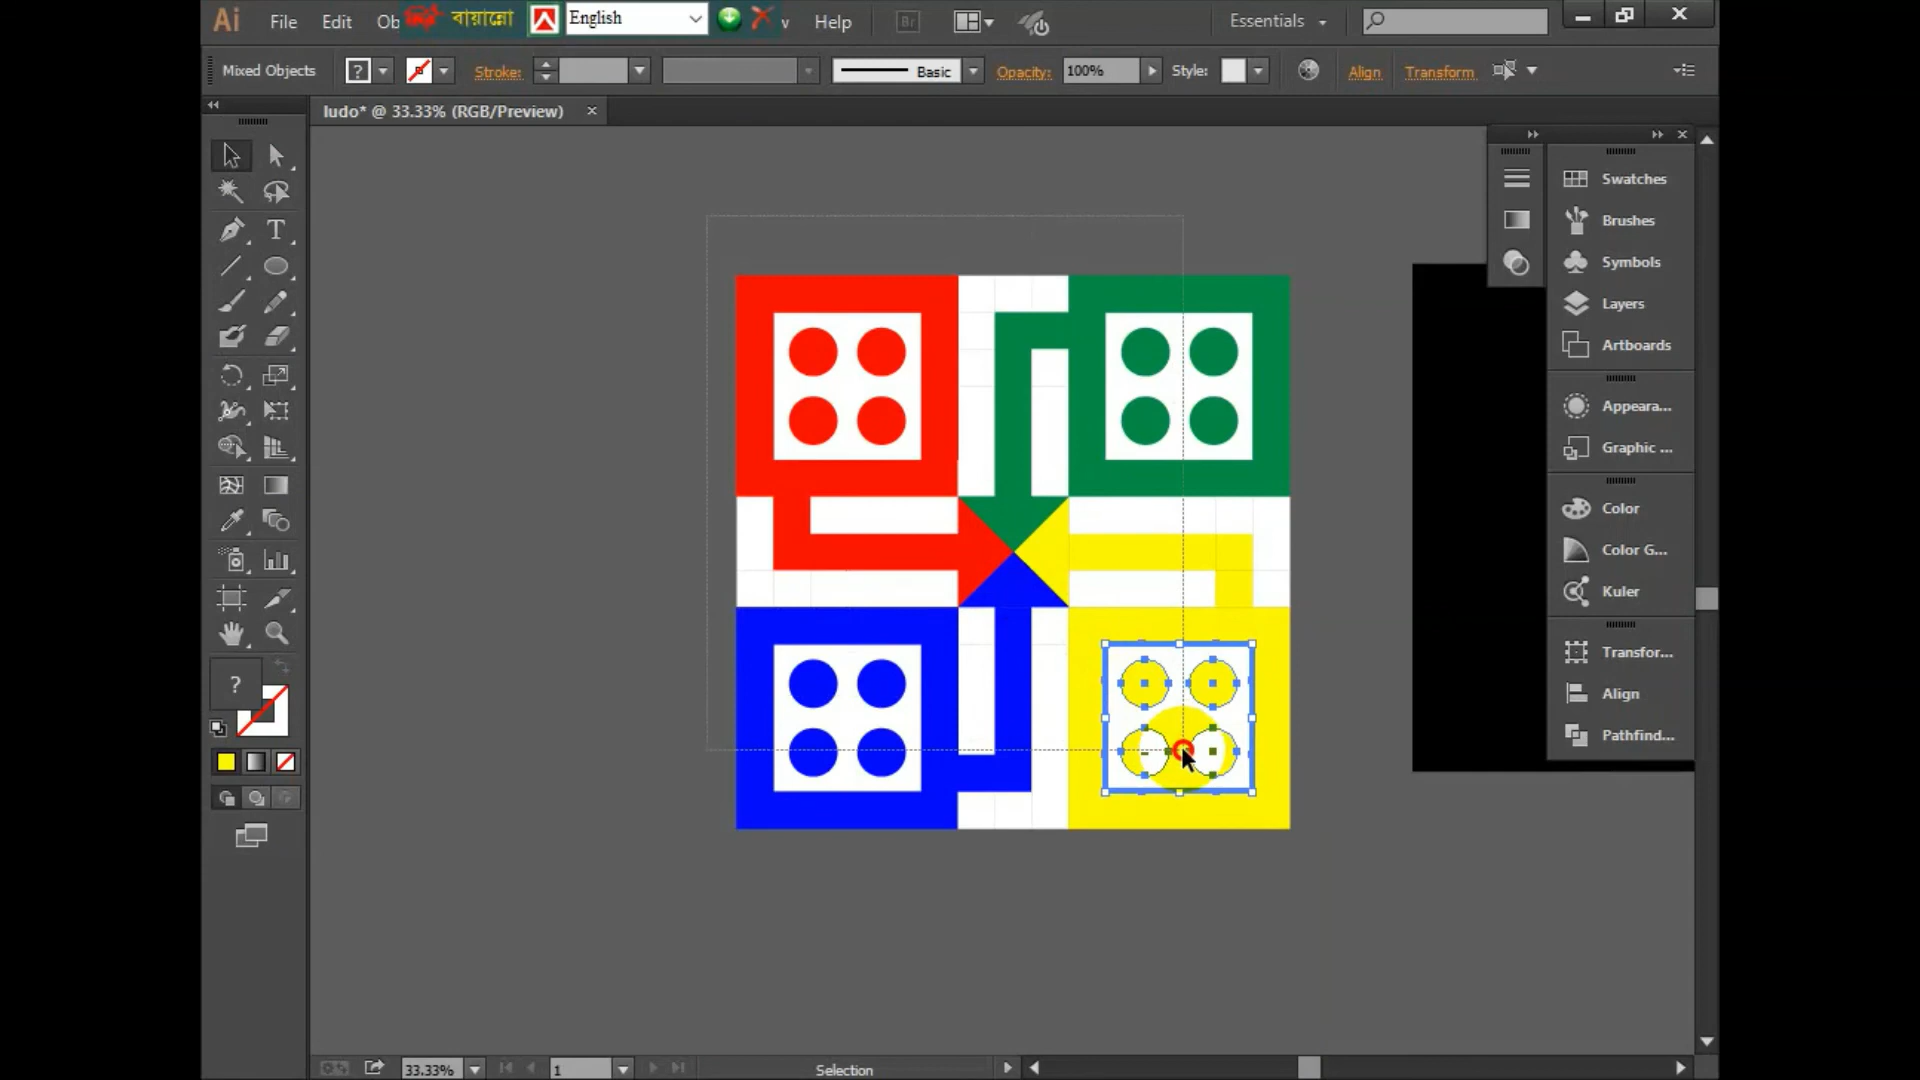 Ai File Edit Ob বায়ান্নো English v Help Br Essentials
Mixed Objects ? Stroke: Basic Opacity: 100% Style: Align Transform
ludo* @ 33.33% (RGB/Preview) ×
T
?
Swatches
Brushes
Symbols
Layers
Artboards
Appeara...
Graphic ...
Color
Color G...
Kuler
Transfor...
Align
Pathfind...
33.33% 1 Selection